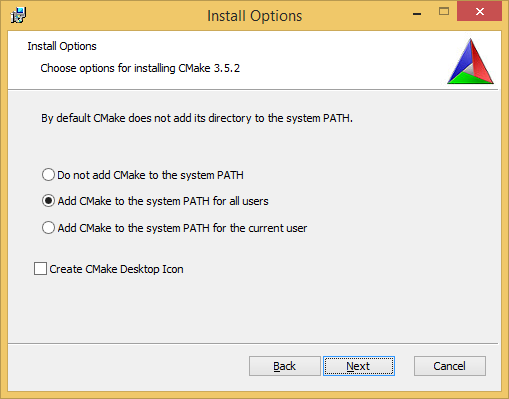 Install Options
Install Options
Choose options for installing CMake 3.5.2
By default CMake does not add its directory to the system PATH.
Do not add CMake to the system PATH
Add CMake to the system PATH for all users
Add CMake to the system PATH for the current user
Create CMake Desktop Icon
Back Next Cancel